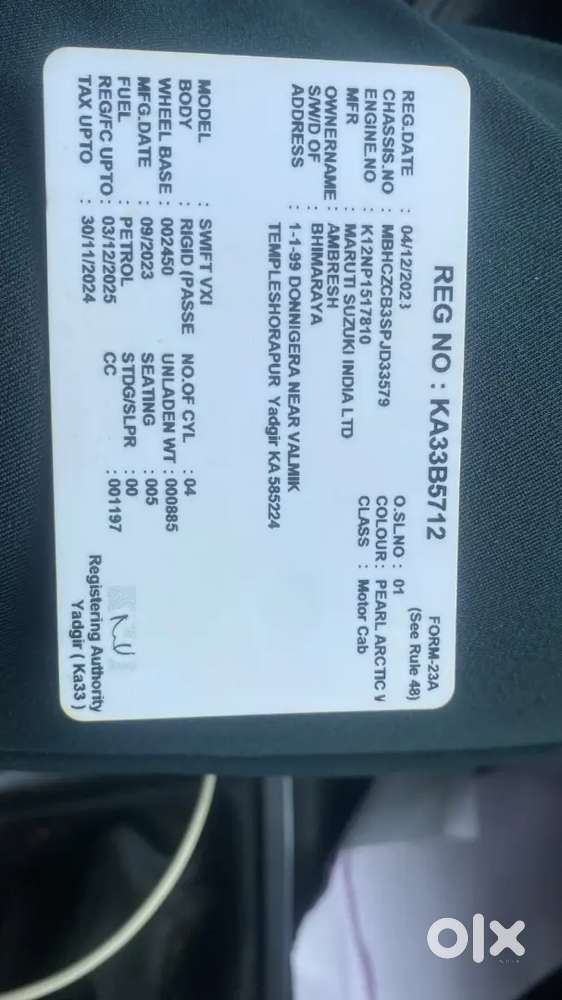 FORM-23A
(See Rule 48)
REG NO : KA33B5712
REG.DATE : 04/12/2023 O.SL.NO : 01
CHASSIS.NO : MBHCZCB3SPJD33579 COLOUR : PEARL ARCTIC W
ENGINE.NO : K12NP1517810 CLASS : Motor Cab
MFR : MARUTI SUZUKI INDIA LTD
OWNERNAME : AMBRESH
S/W/D OF : BHIMARAYA
ADDRESS : 1-1-99 DONNIGERA NEAR VALMIK
TEMPLESHORAPUR Yadgir KA 585224
MODEL : SWIFT VXI
BODY : RIGID (PASSE NO.OF CYL : 04
WHEEL BASE : 002450 UNLADEN WT : 000885
MFG.DATE : 09/2023 SEATING : 005
FUEL : PETROL STDG/SLPR : 00
REG/FC UPTO : 03/12/2025 CC : 001197
TAX UPTO : 30/11/2024
Registering Authority
Yadgir ( Ka33 )
olx